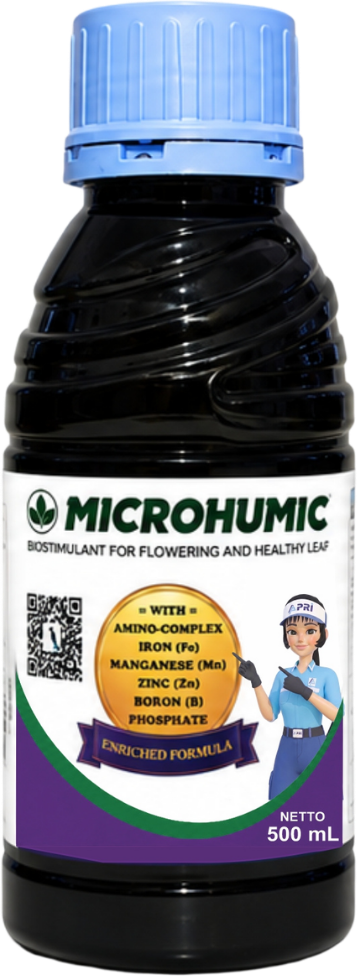 MICROHUMIC
BIOSTIMULANT FOR FLOWERING AND HEALTHY LEAF
= WITH =
AMINO-COMPLEX
IRON (Fe)
MANGANESE (Mn)
ZINC (Zn)
BORON (B)
PHOSPHATE
ENRICHED FORMULA
APRI
NETTO
500 mL